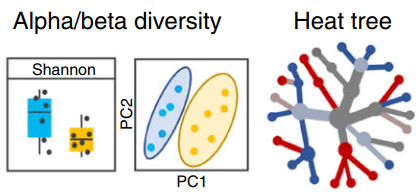 Alpha/beta diversity
Heat tree
Shannon
PC2
PC1